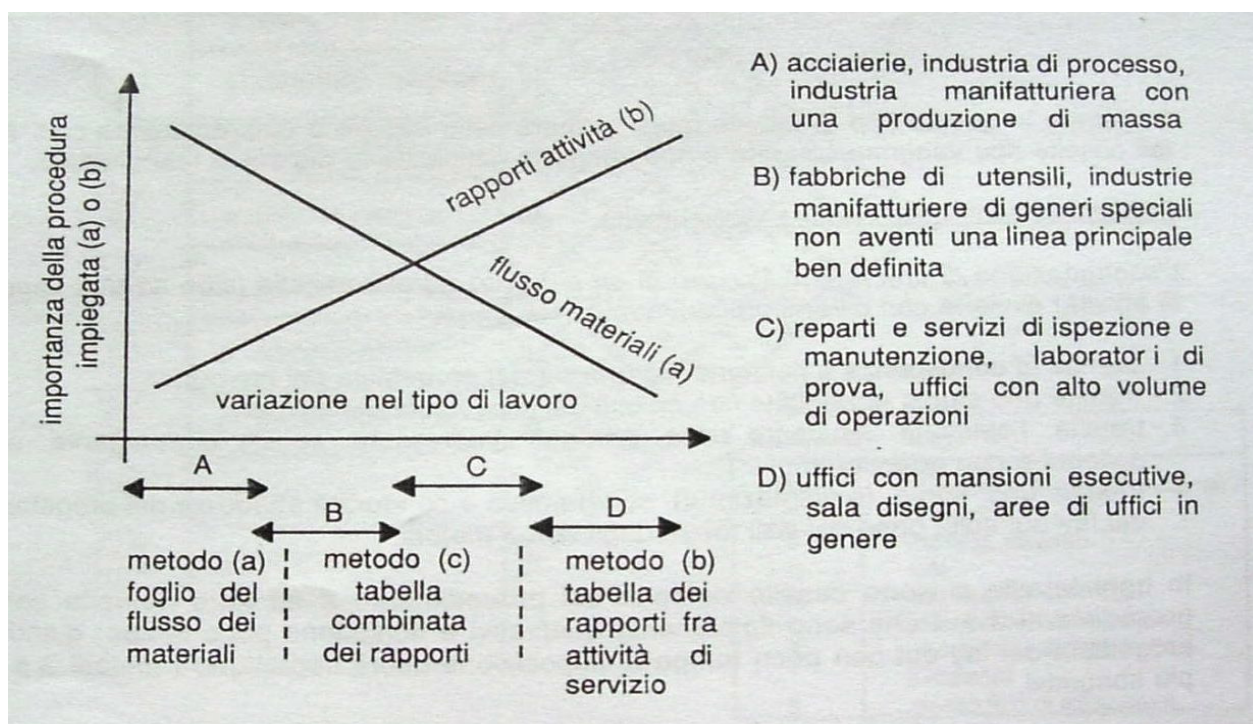 importanza della procedura
impiegata (a) o (b)
rapporti attività (b)
flusso materiali (a)
variazione nel tipo di lavoro
A
B
C
D
metodo (a)
foglio del
flusso dei
materiali
metodo (c)
tabella
combinata
dei rapporti
metodo (b)
tabella dei
rapporti fra
attività di
servizio
A) acciaierie, industria di processo,
industria manifatturiera con
una produzione di massa
B) fabbriche di utensili, industrie
manifatturiere di generi speciali
non aventi una linea principale
ben definita
C) reparti e servizi di ispezione e
manutenzione, laborator i di
prova, uffici con alto volume
di operazioni
D) uffici con mansioni esecutive,
sala disegni, aree di uffici in
genere